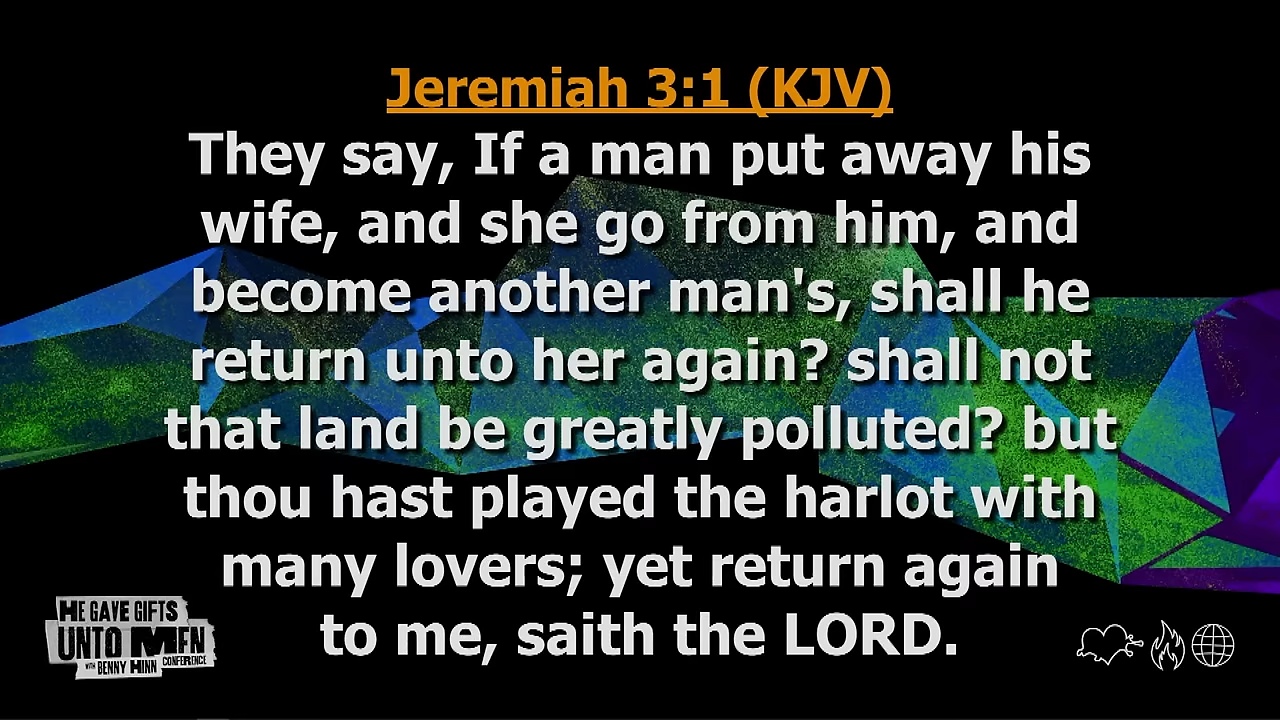 Jeremiah 3:1 (KJV)
They say, If a man put away his
wife, and she go from him, and
become another man's, shall he
return unto her again? shall not
that land be greatly polluted? but
thou hast played the harlot with
many lovers; yet return again
to me, saith the LORD.
HE GAVE GIFTS
UNTO MEN
WITH BENNY HINN CONFERENCE